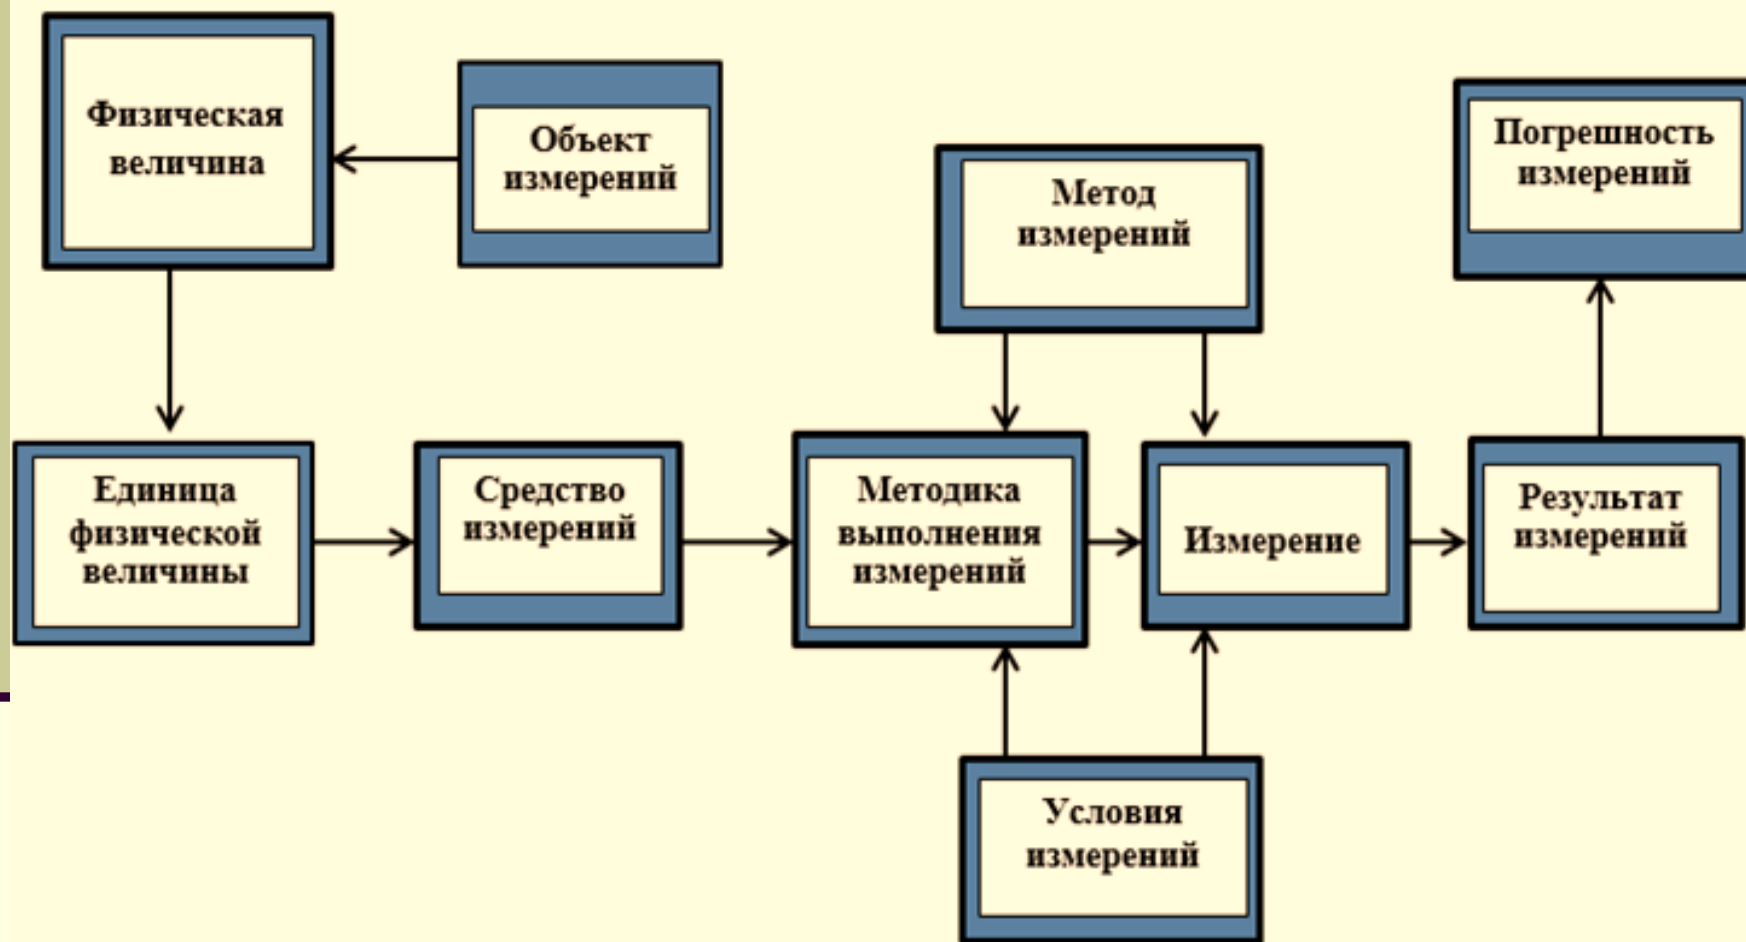 Физическая
величина
Объект
измерений
Метод
измерений
Погрешность
измерений
Единица
физической
величины
Средство
измерений
Методика
выполнения
измерений
Измерение
Результат
измерений
Условия
измерений